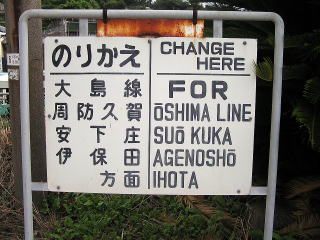 のりかえ
大島線
周防久賀
安下庄
伊保田
方面
CHANGE
HERE
FOR
ŌSHIMA LINE
SUŌ KUKA
AGENOSHŌ
IHOTA